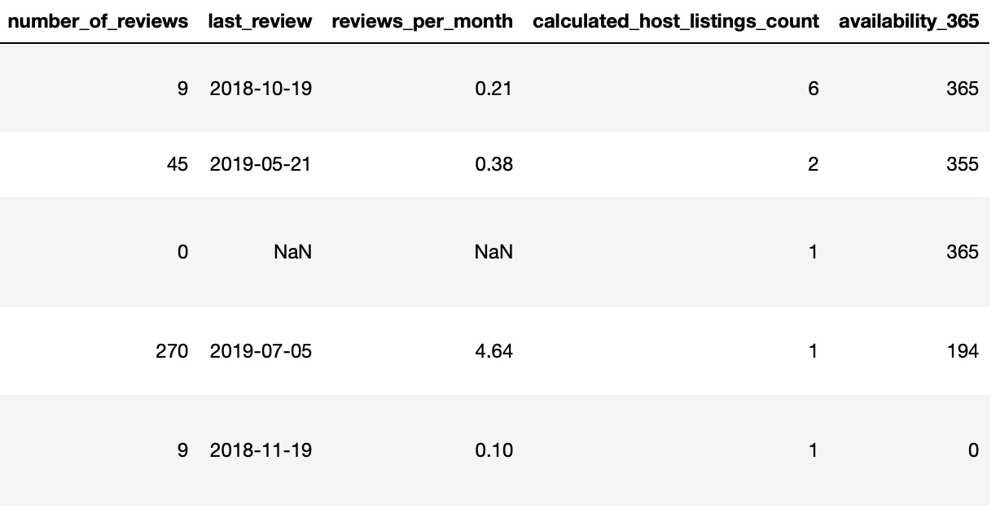 number_of_reviews last_review reviews_per_month calculated_host_listings_count availability_365
9 2018-10-19 0.21 6 365
45 2019-05-21 0.38 2 355
0 NaN NaN 1 365
270 2019-07-05 4.64 1 194
9 2018-11-19 0.10 1 0